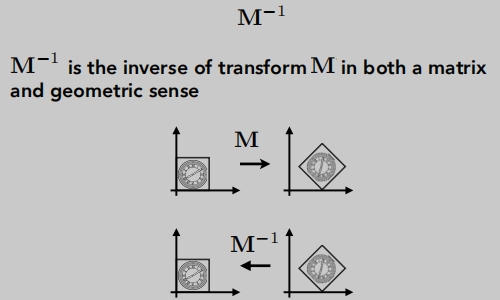 M⁻¹
M⁻¹ is the inverse of transform M in both a matrix
and geometric sense
M
M⁻¹